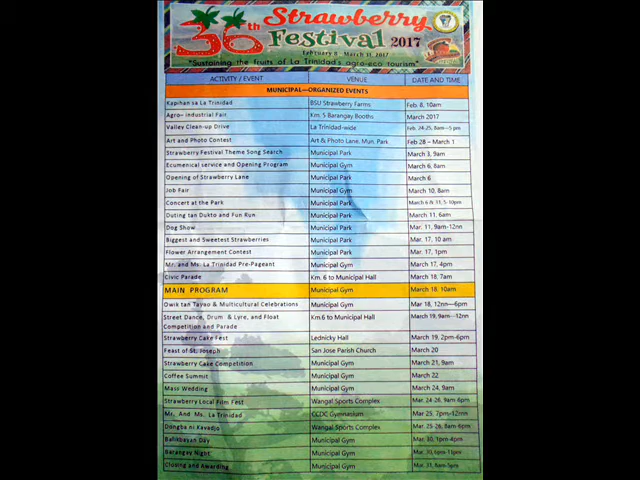 36th Strawberry
Festival 2017
February 8 - March 31, 2017
"Sustaining the fruits of La Trinidad's agro-eco tourism"
ACTIVITY / EVENT VENUE DATE AND TIME
MUNICIPAL—ORGANIZED EVENTS
Kapihan sa La Trinidad BSU Strawberry Farms Feb. 8, 10am
Agro- industrial Fair Km. 5 Barangay Booths March 2017
Valley Clean-up Drive La Trinidad-wide Feb. 24-25, 8am—5 pm
Art and Photo Contest Art & Photo Lane, Mun. Park Feb 28 – March 1
Strawberry Festival Theme Song Search Municipal Park March 3, 9am
Ecumenical service and Opening Program Municipal Gym March 6, 8am
Opening of Strawberry Lane Municipal Park March 6
Job Fair Municipal Gym March 10, 8am
Concert at the Park Municipal Park March 6 & 11, 5-10pm
Duting tan Dukto and Fun Run Municipal Park March 11, 6am
Dog Show Municipal Park Mar. 11, 9am-12nn
Biggest and Sweetest Strawberries Municipal Park Mar. 17, 10 am
Flower Arrangement Contest Municipal Park Mar. 17, 1pm
Mr. and Ms. La Trinidad Pre-Pageant Municipal Gym March 17, 4pm
Civic Parade Km. 6 to Municipal Hall March 18, 7am
MAIN PROGRAM Municipal Gym March 18, 10am
Owik tan Tayao & Multicultural Celebrations Municipal Gym Mar 18, 12nn—6pm
Street Dance, Drum & Lyre, and Float Km.6 to Municipal Hall March 19, 9am—12nn
Competition and Parade
Strawberry Cake Fest Lednicky Hall March 19, 2pm-6pm
Feast of St. Joseph San Jose Parish Church March 20
Strawberry Cake Competition Municipal Gym March 21, 9am
Coffee Summit Municipal Gym March 22
Mass Wedding Municipal Gym March 24, 9am
Strawberry Local Film Fest Wangal Sports Complex Mar. 24-26, 9am-6pm
Mr. And Ms. La Trinidad CCDC Gymnasium Mar 25, 7pm-12nn
Dongba ni Kavadjo Wangal Sports Complex Mar. 25-26, 8am-6pm
Balikbayan Day Municipal Gym Mar. 30, 1pm-4pm
Barangay Night Municipal Gym Mar. 30, 6pm-11pm
Closing and Awarding Municipal Gym Mar. 31, 8am-5pm